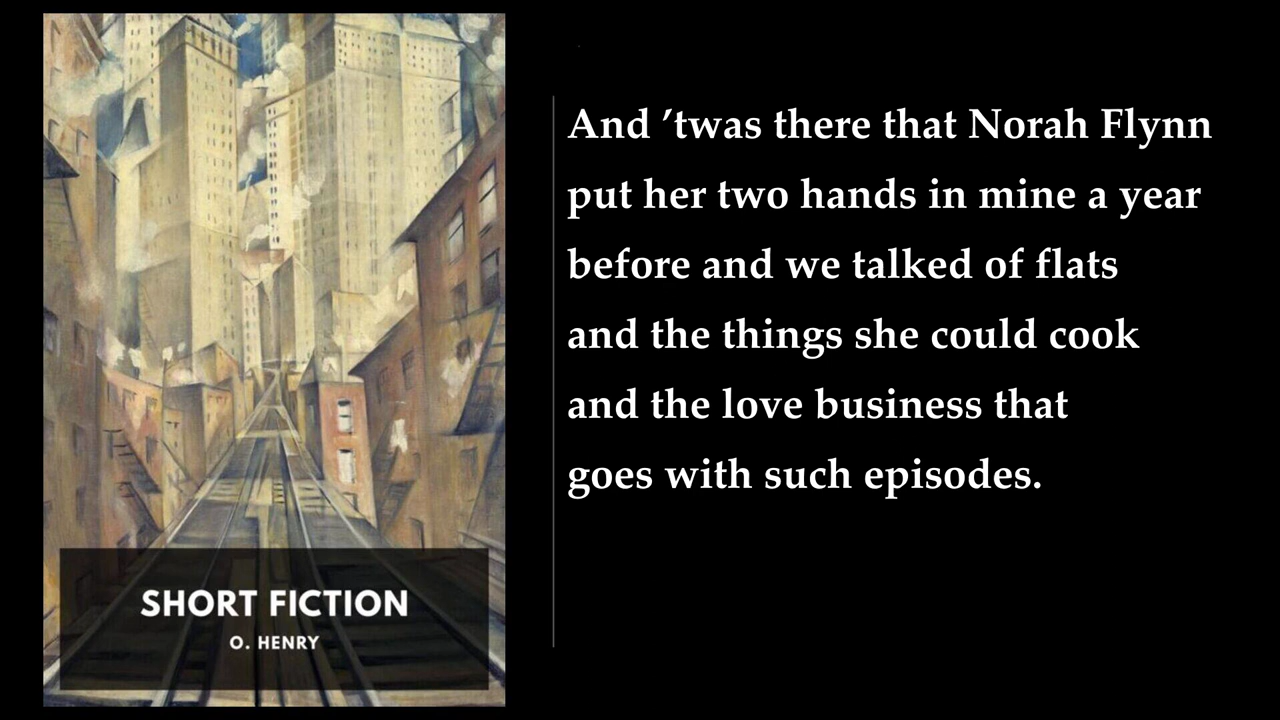 And ’twas there that Norah Flynn
put her two hands in mine a year
before and we talked of flats
and the things she could cook
and the love business that
goes with such episodes.
SHORT FICTION
O. HENRY